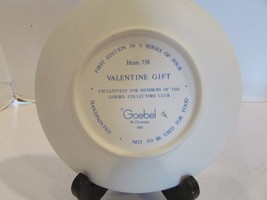 FIRST EDITION IN A SERIES OF FOUR
Hum 738
VALENTINE GIFT
EXCLUSIVELY FOR MEMBERS OF THE
GOEBEL COLLECTORS' CLUB
Goebel
W. Germany
HANDPAINTED
NOT TO BE USED FOR FOOD